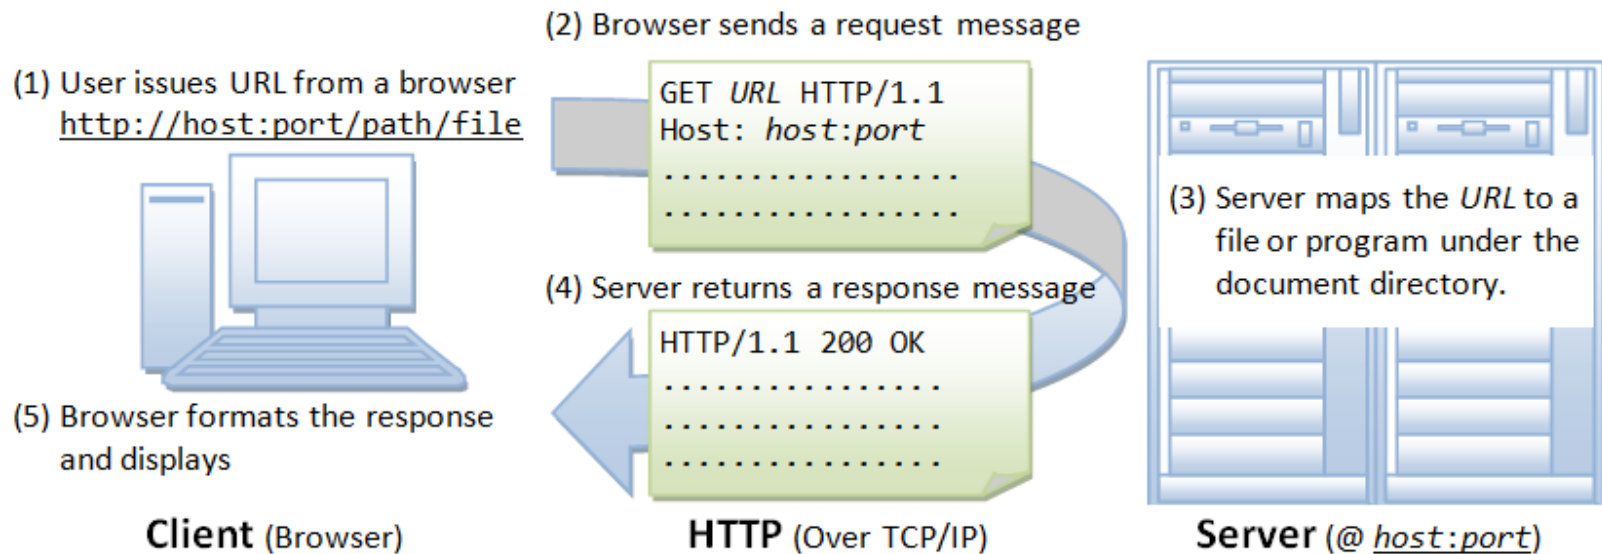 (2) Browser sends a request message
(1) User issues URL from a browser
http://host:port/path/file
GET URL HTTP/1.1
Host: host:port
..................
..................
(3) Server maps the URL to a
file or program under the
document directory.
(4) Server returns a response message
HTTP/1.1 200 OK
.................
.................
.................
(5) Browser formats the response
and displays
Client (Browser)
HTTP (Over TCP/IP)
Server (@ host:port)